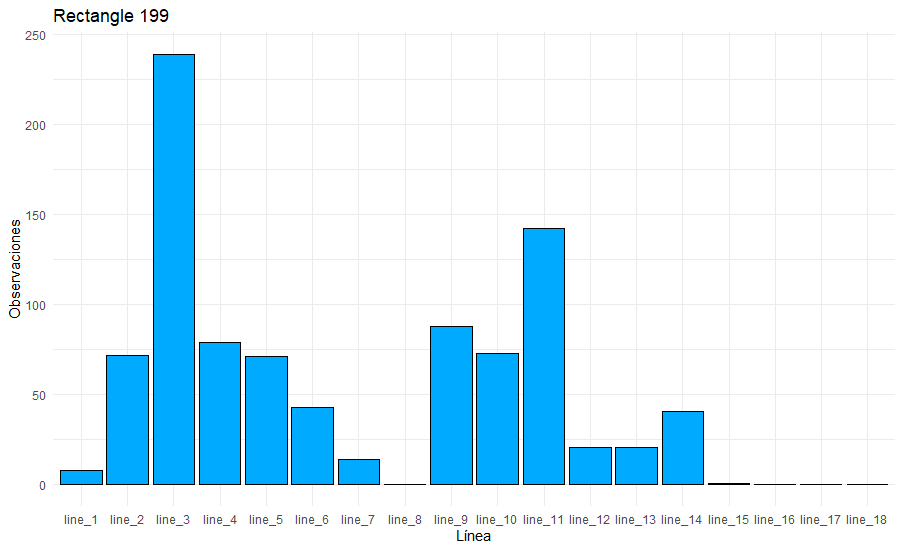 Rectangle 199
250
200
150
100
50
0
Observaciones
line_1 line_2 line_3 line_4 line_5 line_6 line_7 line_8 line_9 line_10 line_11 line_12 line_13 line_14 line_15 line_16 line_17 line_18
Línea